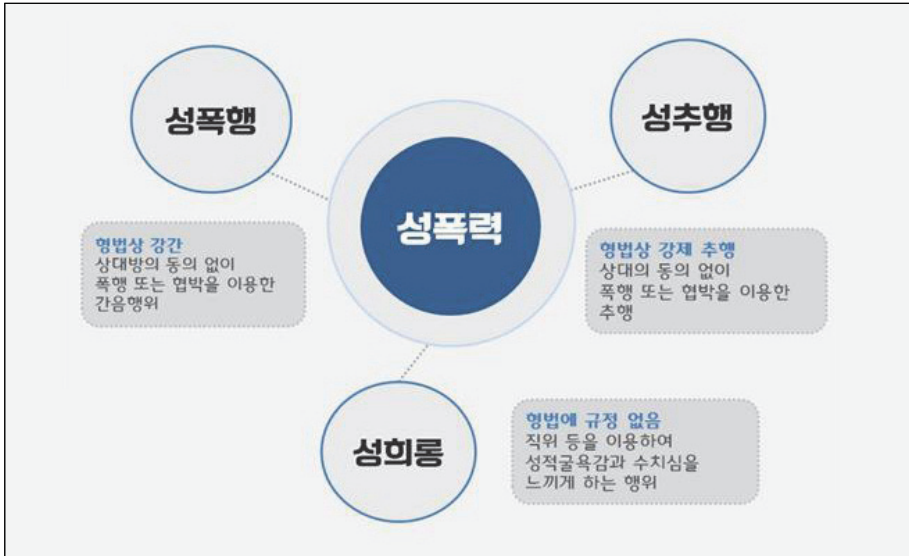 성폭행
성추행
성폭력
형법상 강간
상대방의 동의 없이
폭행 또는 협박을 이용한
간음행위
형법상 강제 추행
상대의 동의 없이
폭행 또는 협박을 이용한
추행
성희롱
형법에 규정 없음
직위 등을 이용하여
성적굴욕감과 수치심을
느끼게 하는 행위